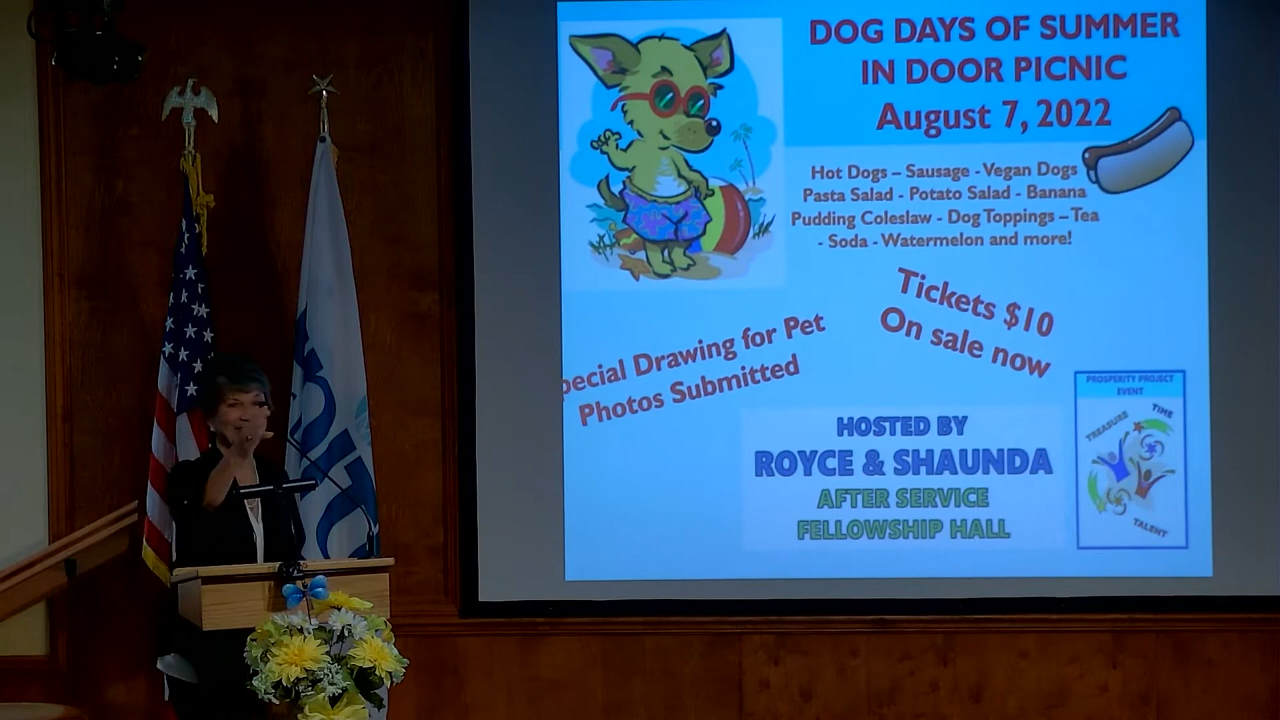 DOG DAYS OF SUMMER
IN DOOR PICNIC
August 7, 2022
Hot Dogs – Sausage - Vegan Dogs
Pasta Salad - Potato Salad - Banana
Pudding Coleslaw - Dog Toppings – Tea
- Soda - Watermelon and more!
Tickets $10
On sale now
pecial Drawing for Pet
Photos Submitted
HOSTED BY
ROYCE & SHAUNDA
AFTER SERVICE
FELLOWSHIP HALL
PROSPERITY PROJECT
EVENT
TREASURE
TIME
TALENT